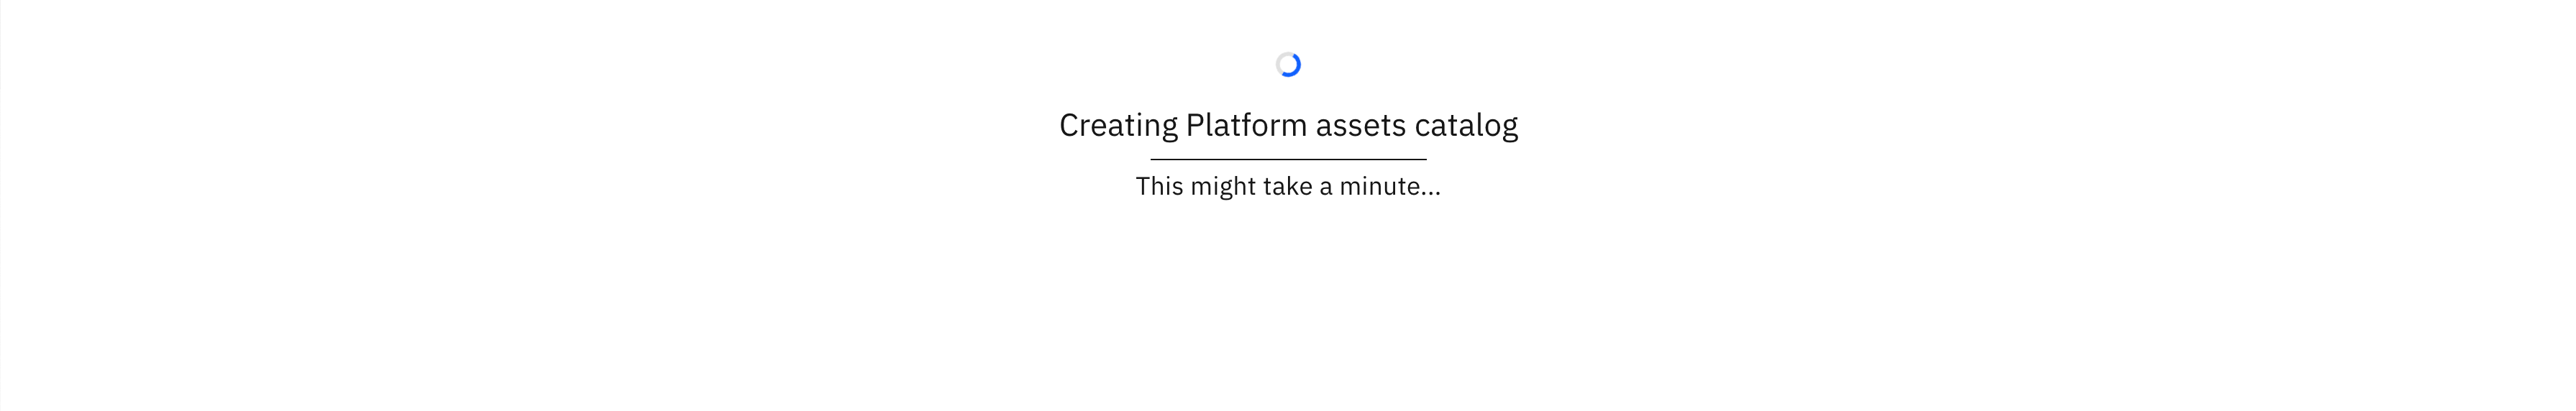 Creating Platform assets catalog
This might take a minute...